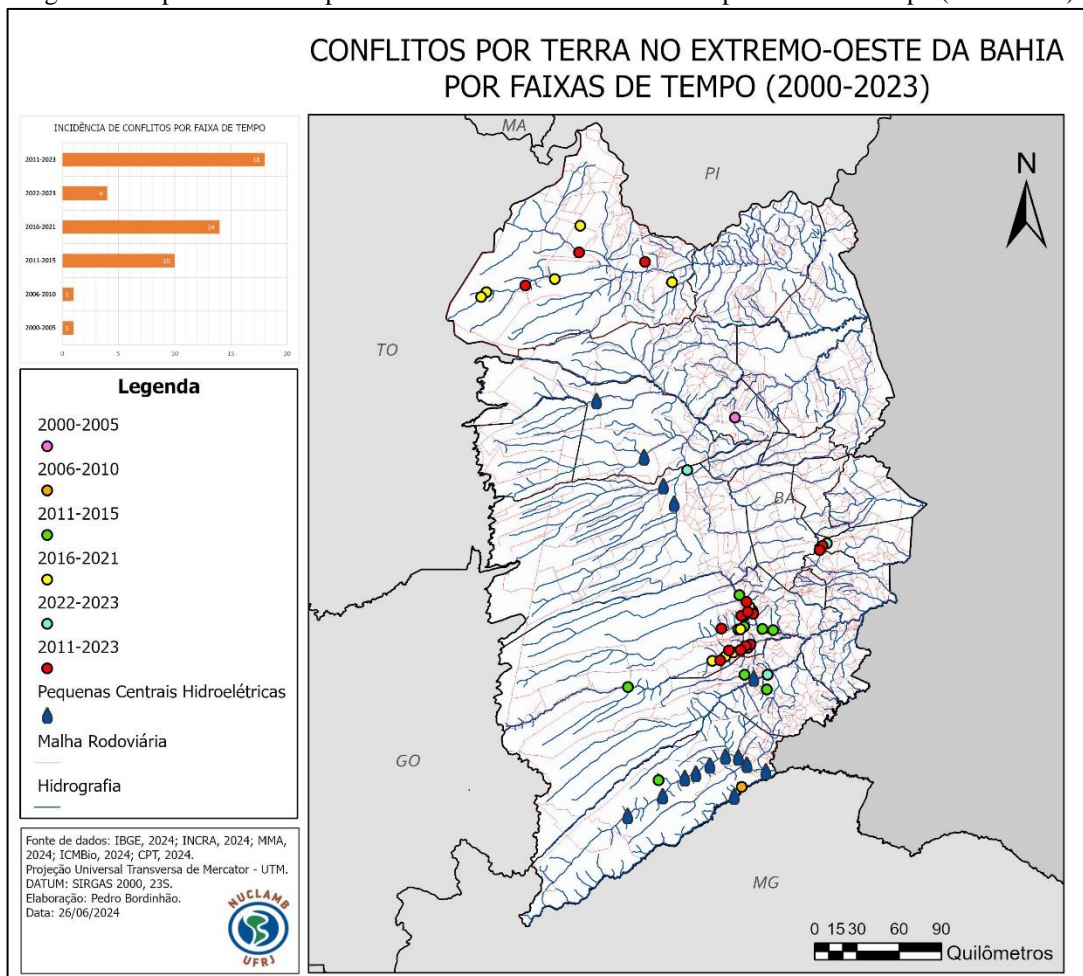 CONFLITOS POR TERRA NO EXTREMO-OESTE DA BAHIA
POR FAIXAS DE TEMPO (2000-2023)
INCIDÊNCIA DE CONFLITOS POR FAIXA DE TEMPO
2011-2023
18
2022-2023
4
2016-2021
14
2011-2015
10
2006-2010
1
2000-2005
1
0 5 10 15 20
Legenda
2000-2005
2006-2010
2011-2015
2016-2021
2022-2023
2011-2023
Pequenas Centrais Hidroelétricas
Malha Rodoviária
Hidrografia
Fonte de dados: IBGE, 2024; INCRA, 2024; MMA,
2024; ICMBio, 2024; CPT, 2024.
Projeção Universal Transversa de Mercator - UTM.
DATUM: SIRGAS 2000, 23S.
Elaboração: Pedro Bordinhão.
Data: 26/06/2024
NUCLAMB
UFRJ
MA
PI
N
TO
BA
GO
MG
0 15 30 60 90
Quilômetros